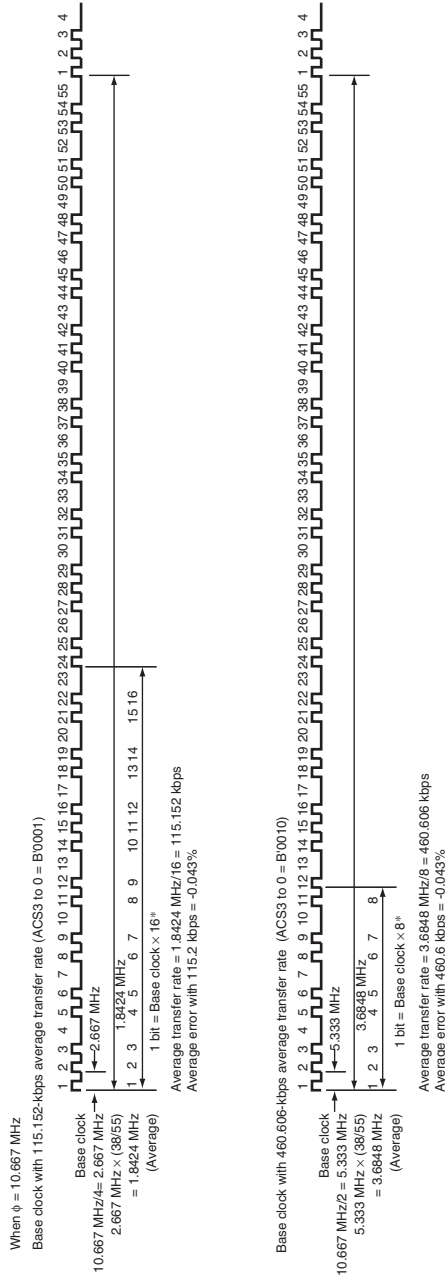 When ϕ = 10.667 MHz
Base clock with 115.152-kbps average transfer rate (ACS3 to 0 = B'0001)
1 2 3 4 5 6 7 8 9 10 11 12 13 14 15 16 17 18 19 20 21 22 23 24 25 26 27 28 29 30 31 32 33 34 35 36 37 38 39 40 41 42 43 44 45 46 47 48 49 50 51 52 53 54 55 1 2 3 4
Base clock
10.667 MHz/4= 2.667 MHz
2.667 MHz
2.667 MHz × (38/55)
1.8424 MHz
= 1.8424 MHz
1 2 3 4 5 6 7 8 9 10 11 12 13 14 15 16
(Average)
1 bit = Base clock × 16*
Average transfer rate = 1.8424 MHz/16 = 115.152 kbps
Average error with 115.2 kbps = -0.043%
Base clock with 460.606-kbps average transfer rate (ACS3 to 0 = B'0010)
1 2 3 4 5 6 7 8 9 10 11 12 13 14 15 16 17 18 19 20 21 22 23 24 25 26 27 28 29 30 31 32 33 34 35 36 37 38 39 40 41 42 43 44 45 46 47 48 49 50 51 52 53 54 55 1 2 3 4
Base clock
10.667 MHz/2 = 5.333 MHz
5.333 MHz
5.333 MHz × (38/55)
3.6848 MHz
= 3.6848 MHz
1 2 3 4 5 6 7 8
(Average)
1 bit = Base clock × 8*
Average transfer rate = 3.6848 MHz/8 = 460.606 kbps
Average error with 460.6 kbps = -0.043%